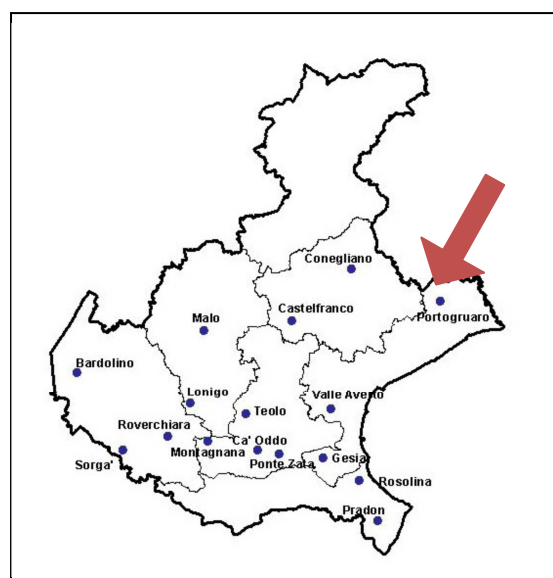 Conegliano
Castelfranco
Portogruaro
Malo
Bardolino
Lonigo
Teolo
Valle Averto
Roverchiara
Montagnana
Ca' Oddo
Ponte Zata
Gesia
Sorga'
Rosolina
Pradon